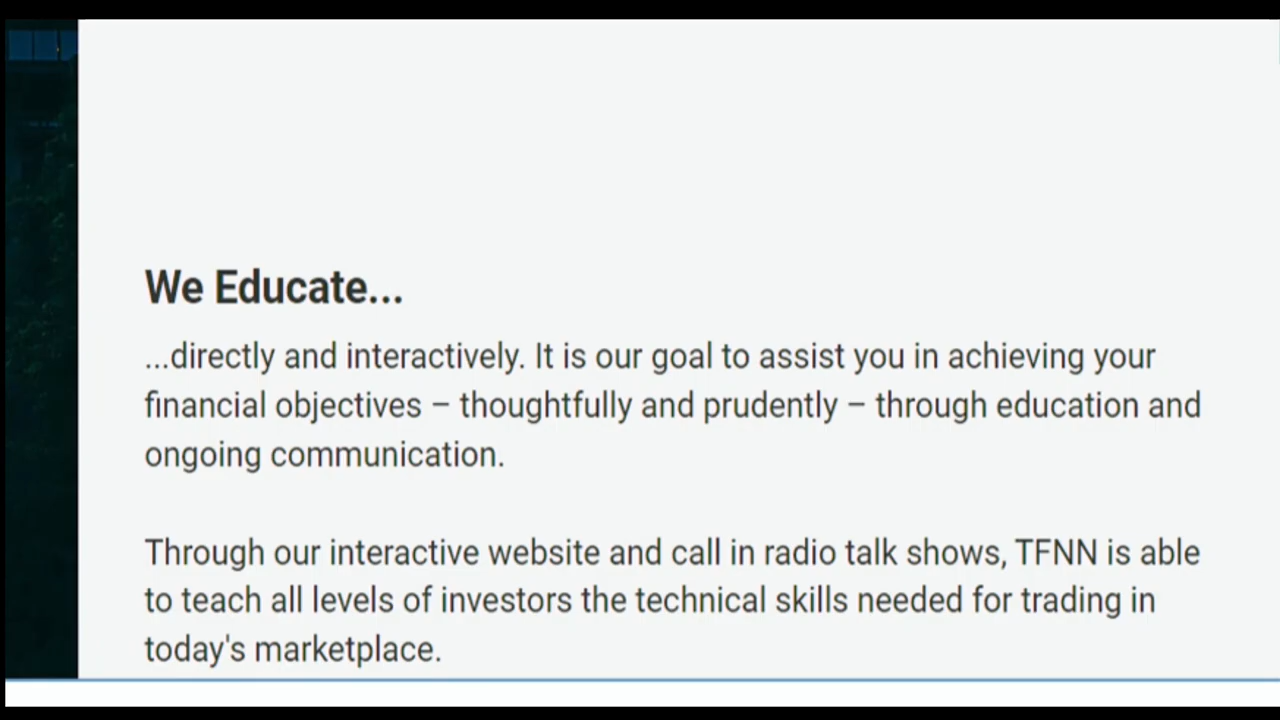 We Educate...
...directly and interactively. It is our goal to assist you in achieving your
financial objectives – thoughtfully and prudently – through education and
ongoing communication.
Through our interactive website and call in radio talk shows, TFNN is able
to teach all levels of investors the technical skills needed for trading in
today's marketplace.